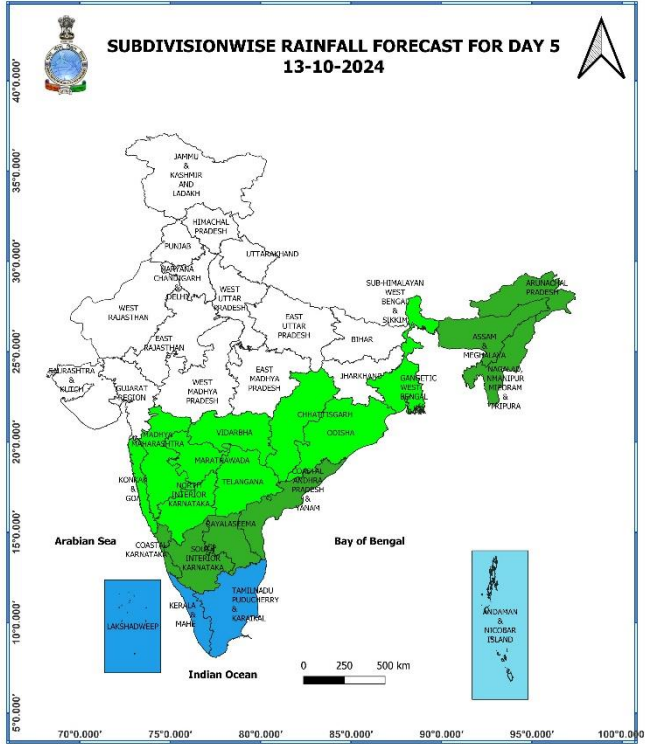 SUBDIVISIONWISE RAINFALL FORECAST FOR DAY 5
13-10-2024
40°0.000'
35°0.000'
30°0.000'
25°0.000'
20°0.000'
15°0.000'
10°0.000'
5°0.000'
JAMMU
&
KASHMIR
AND
LADAKH
HIMACHAL
PRADESH
PUNJAB
UTTARAKHAND
HARYANA
CHANDIGARH
&
DELHI
WEST
UTTAR
PRADESH
WEST
RAJASTHAN
EAST
RAJASTHAN
EAST
UTTAR
PRADESH
SUB-HIMALAYAN
WEST
BENGAL
&
SIKKIM
ARUNACHAL
PRADESH
BIHAR
ASSAM
&
MEGHALAYA
NAGALAND
MANIPUR
MIZORAM
&
TRIPURA
SAURASHTRA
&
KUTCH
GUJARAT
REGION
WEST
MADHYA
PRADESH
EAST
MADHYA
PRADESH
JHARKHAND
GANGETIC
WEST
BENGAL
CHHATTISGARH
ODISHA
MADHYA
MAHARASHTRA
VIDARBHA
MARATHWADA
TELANGANA
KONKAN
&
GOA
NORTH
INTERIOR
KARNATAKA
COASTAL
ANDHRA
PRADESH
&
YANAM
RAYALASEEMA
COASTAL
KARNATAKA
SOUTH
INTERIOR
KARNATAKA
Arabian Sea
Bay of Bengal
LAKSHADWEEP
KERALA
&
MAHE
TAMILNADU
PUDUCHERRY
&
KARAIKAL
ANDAMAN
&
NICOBAR
ISLAND
Indian Ocean
0 250 500 km
70°0.000' 75°0.000' 80°0.000' 85°0.000' 90°0.000' 95°0.000' 100°0.000'